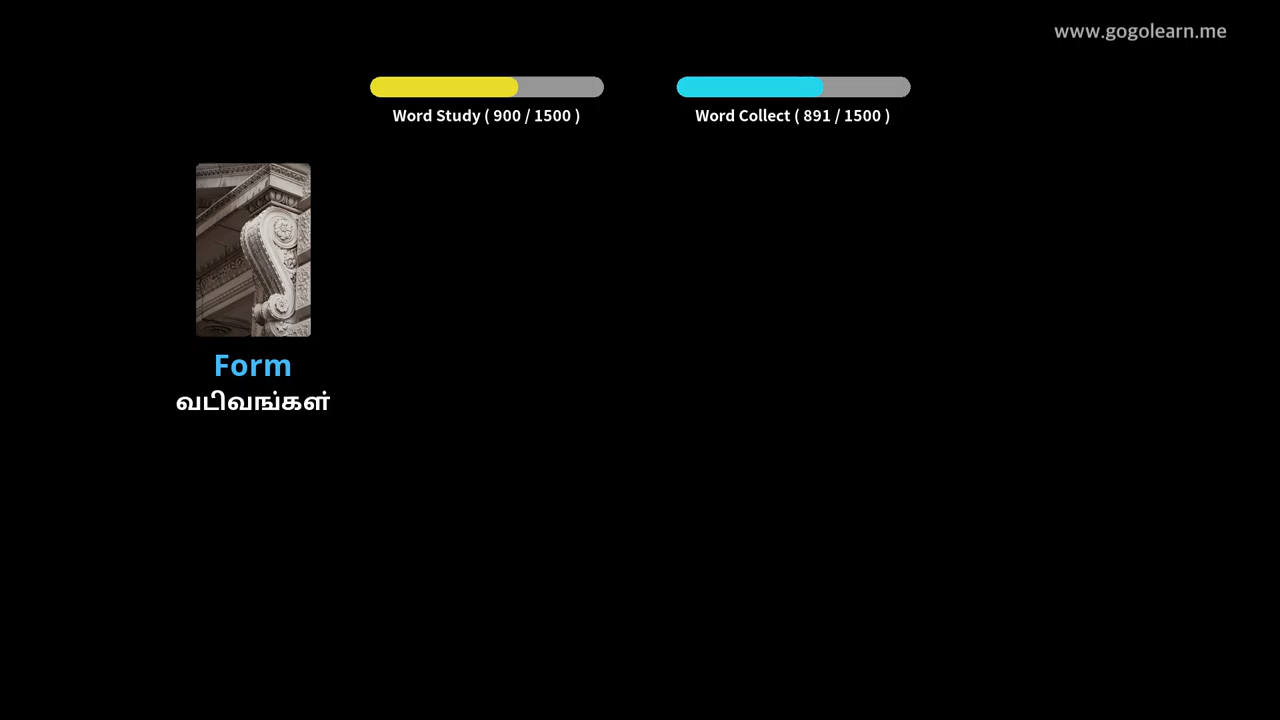 www.gogolearn.me
Word Study ( 900 / 1500 )
Word Collect ( 891 / 1500 )
Form
வடிவங்கள்